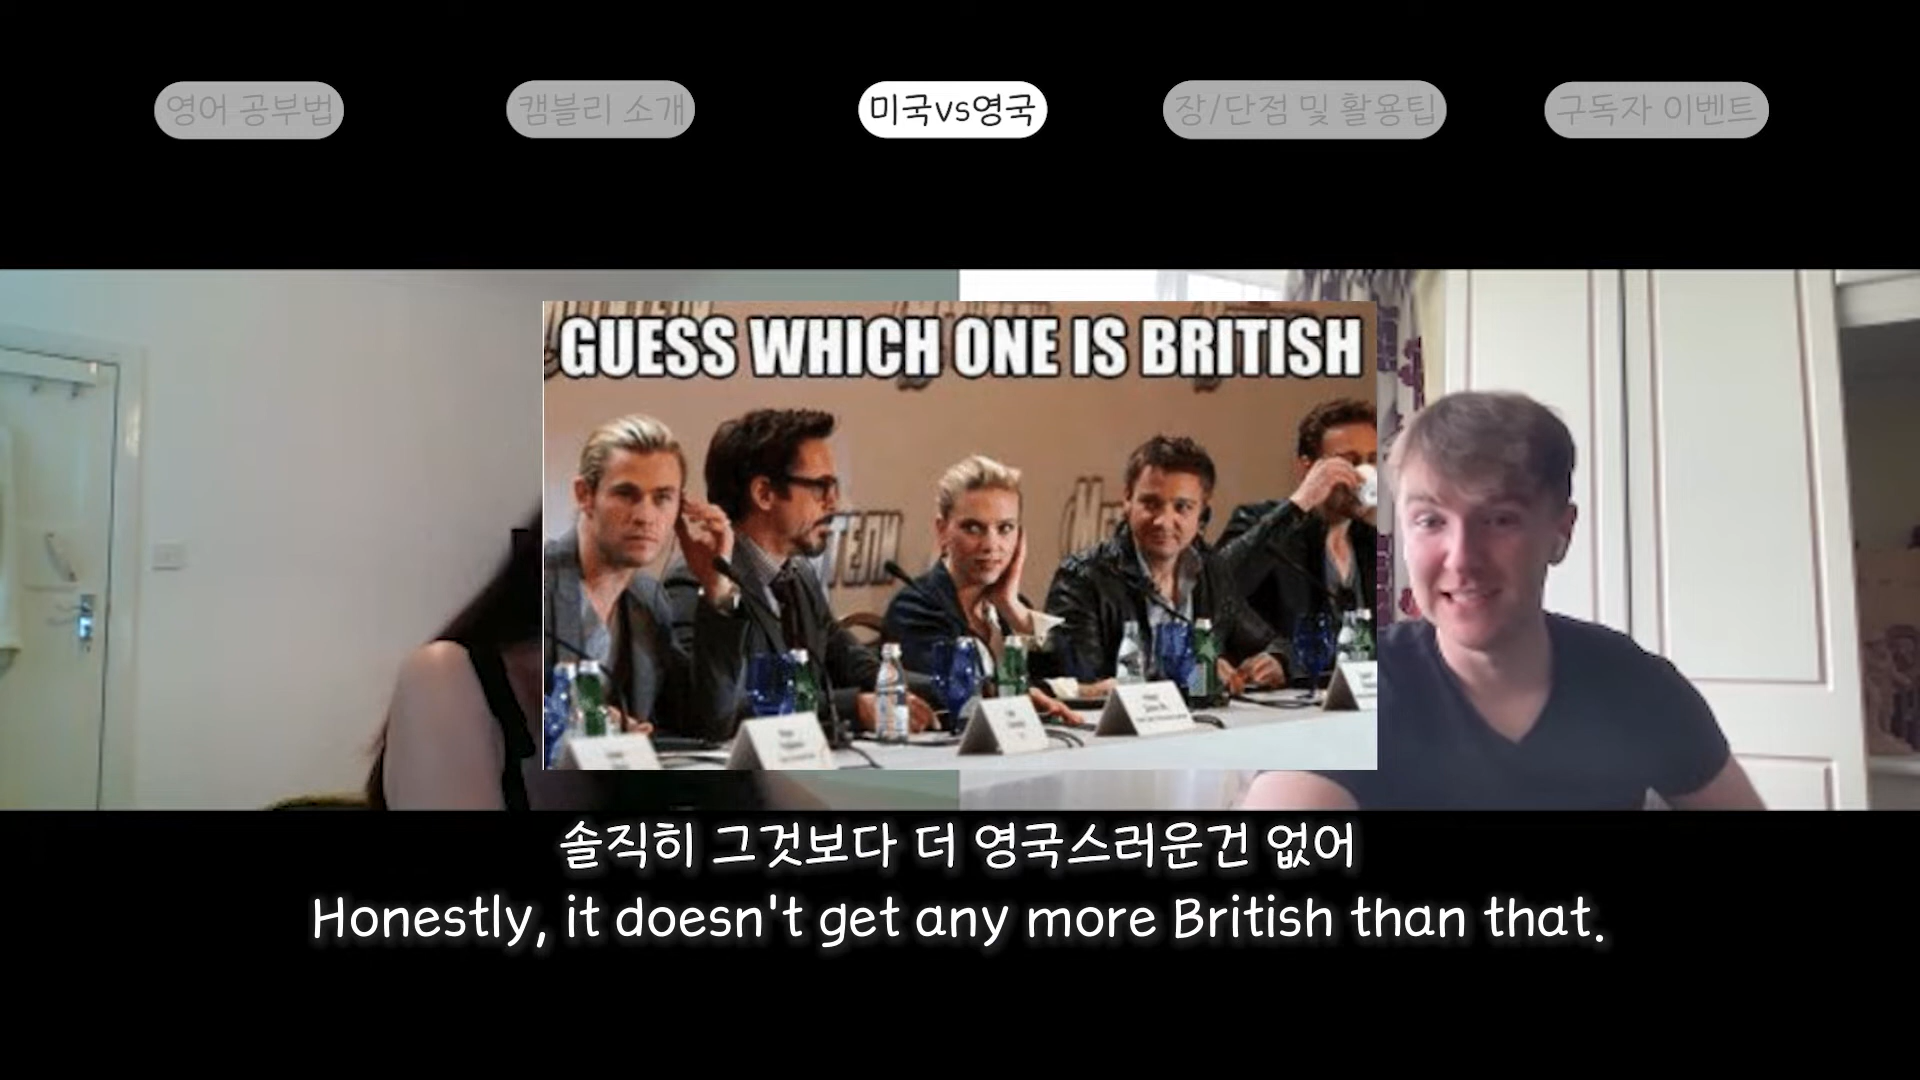 영어 공부법
캠블리 소개
미국vs영국
장/단점 및 활용팁
구독자 이벤트
GUESS WHICH ONE IS BRITISH
솔직히 그것보다 더 영국스러운건 없어
Honestly, it doesn't get any more British than that.